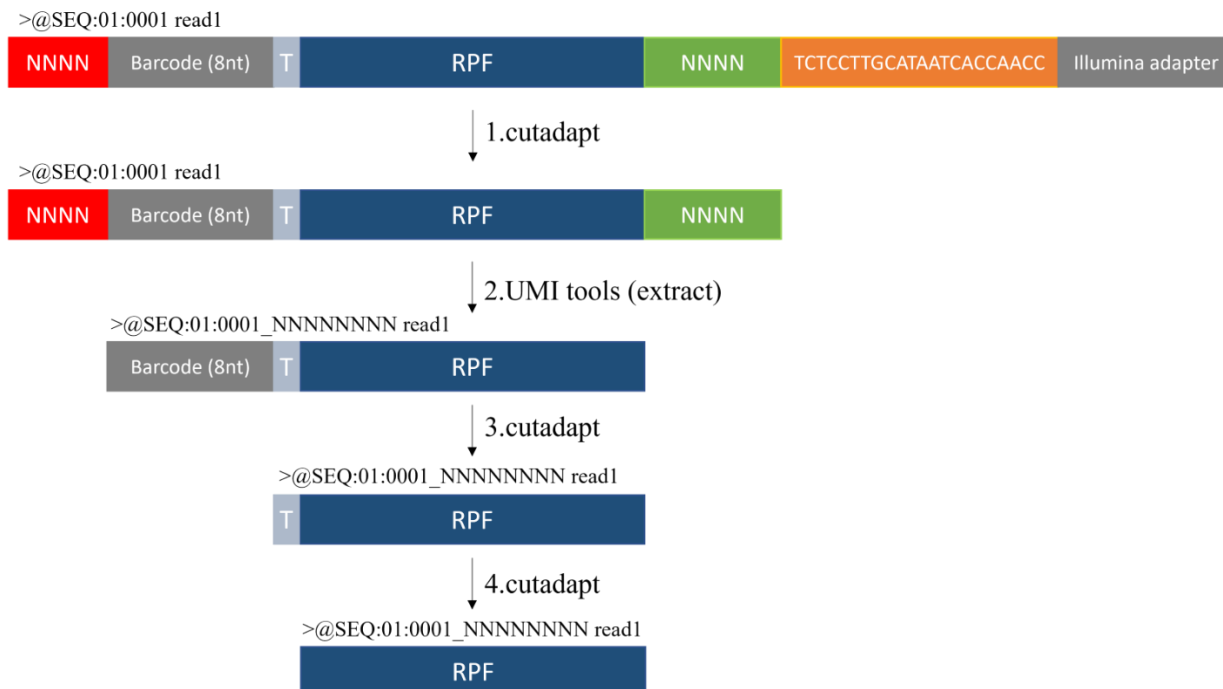 >@SEQ:01:0001 read1
NNNN Barcode (8nt) T RPF NNNN TCTCCTTGCATAATCACCAACC Illumina adapter
1.cutadapt
>@SEQ:01:0001 read1
NNNN Barcode (8nt) T RPF NNNN
2.UMI tools (extract)
>@SEQ:01:0001_NNNNNNNN read1
Barcode (8nt) T RPF
3.cutadapt
>@SEQ:01:0001_NNNNNNNN read1
T RPF
4.cutadapt
>@SEQ:01:0001_NNNNNNNN read1
RPF